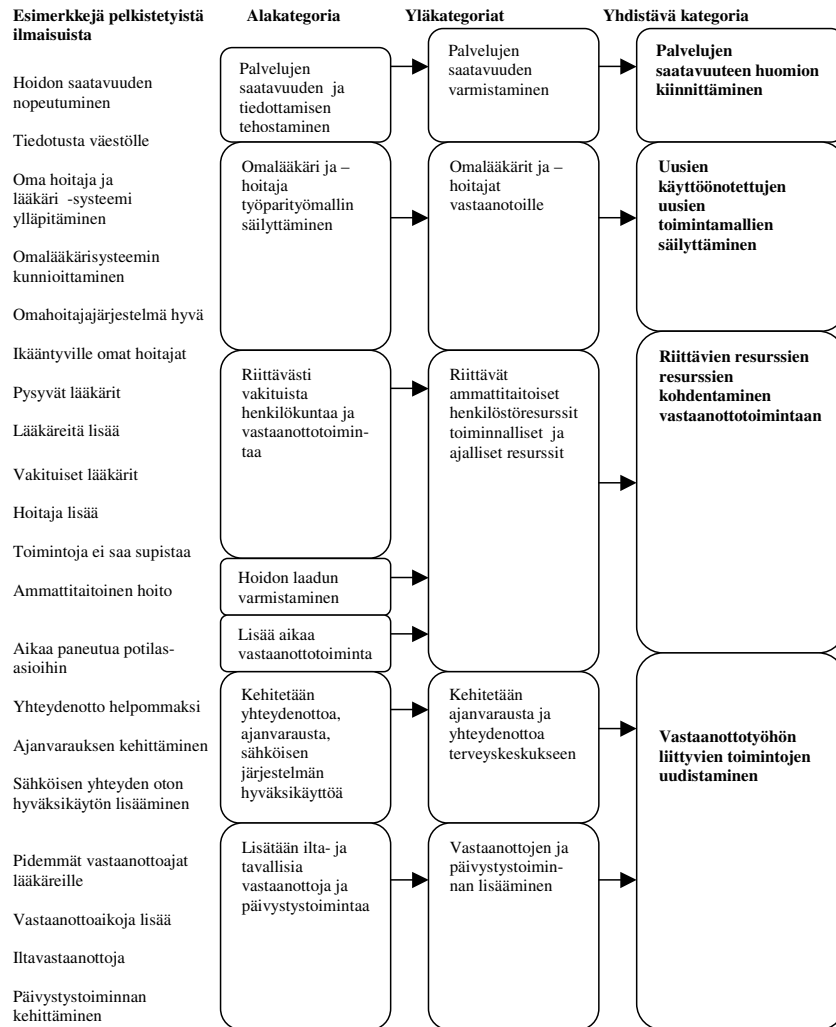 Esimerkkejä pelkistetyistä
ilmaisuista
Alakategoria
Yläkategoriat
Yhdistävä kategoria
Hoidon saatavuuden
nopeutuminen
Tiedotusta väestölle
Oma hoitaja ja
lääkäri -systeemi
ylläpitäminen
Omalääkärisysteemin
kunnioittaminen
Omahoitajajärjestelmä hyvä
Ikääntyville omat hoitajat
Pysyvät lääkärit
Lääkäreitä lisää
Vakituiset lääkärit
Hoitaja lisää
Toimintoja ei saa supistaa
Ammattitaitoinen hoito
Aikaa paneutua potilas-
asioihin
Yhteydenotto helpommaksi
Ajanvarauksen kehittäminen
Sähköisen yhteyden oton
hyväksikäytön lisääminen
Pidemmät vastaanottoajat
lääkäreille
Vastaanottoaikoja lisää
Iltavastaanottoja
Päivystystoiminnan
kehittäminen
Palvelujen
saatavuuden ja
tiedottamisen
tehostaminen
Omalääkäri ja –
hoitaja
työparityömallin
säilyttäminen
Riittävästi
vakituista
henkilökuntaa ja
vastaanottotoimin-
taa
Hoidon laadun
varmistaminen
Lisää aikaa
vastaanottotoiminta
Kehitetään
yhteydenottoa,
ajanvarausta,
sähköisen
järjestelmän
hyväksikäyttöä
Lisätään ilta- ja
tavallisia
vastaanottoja ja
päivystystoimintaa
Palvelujen
saatavuuden
varmistaminen
Omalääkärit ja –
hoitajat
vastaanotoille
Riittävät
ammattitaitoiset
henkilöstöresurssit
toiminnalliset ja
ajalliset resurssit
Kehitetään
ajanvarausta ja
yhteydenottoa
terveyskeskukseen
Vastaanottojen ja
päivystystoimin-
nan lisääminen
Palvelujen
saatavuuteen huomion
kiinnittäminen
Uusien
käyttöönotettujen
uusien
toimintamallien
säilyttäminen
Riittävien resurssien
resurssien
kohdentaminen
vastaanottotoimintaan
Vastaanottotyöhön
liittyvien toimintojen
uudistaminen